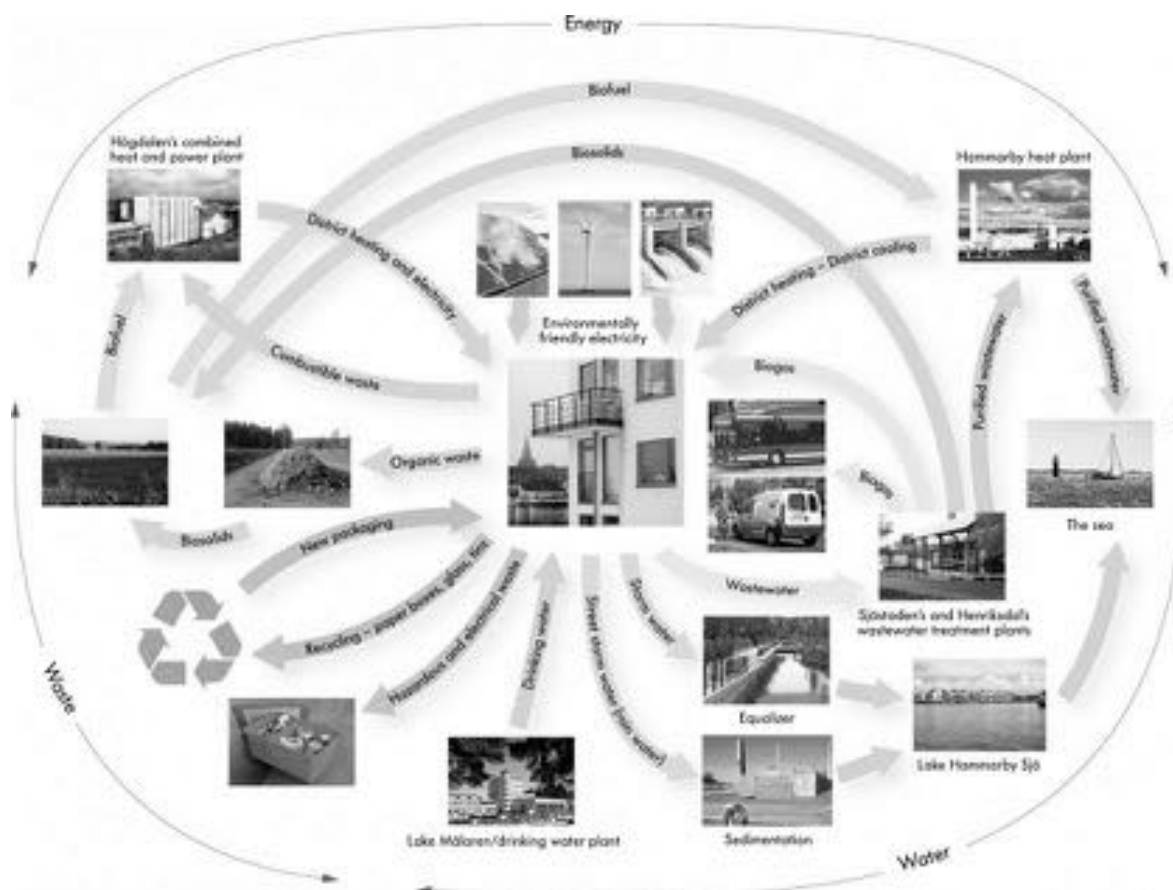 Energy
Biofuel
Högdalen's combined
heat and power plant
Biosolids
Hammarby heat plant
District heating and electricity
District heating – District cooling
Environmentally
friendly electricity
Purified wastewater
Purified wastewater
Biofuel
Combustible waste
Biogas
Organic waste
Biogas
The sea
Biosolids
New packaging
Wastewater
Sjöstaden's and Henriksdal's
wastewater treatment plants
Recycling – paper boxes, glass, tins
Hazardous and electrical waste
Drinking water
Storm water
Street storm water (rain water)
Waste
Equalizer
Lake Hammarby Sjö
Lake Mälaren/drinking water plant
Sedimentation
Water